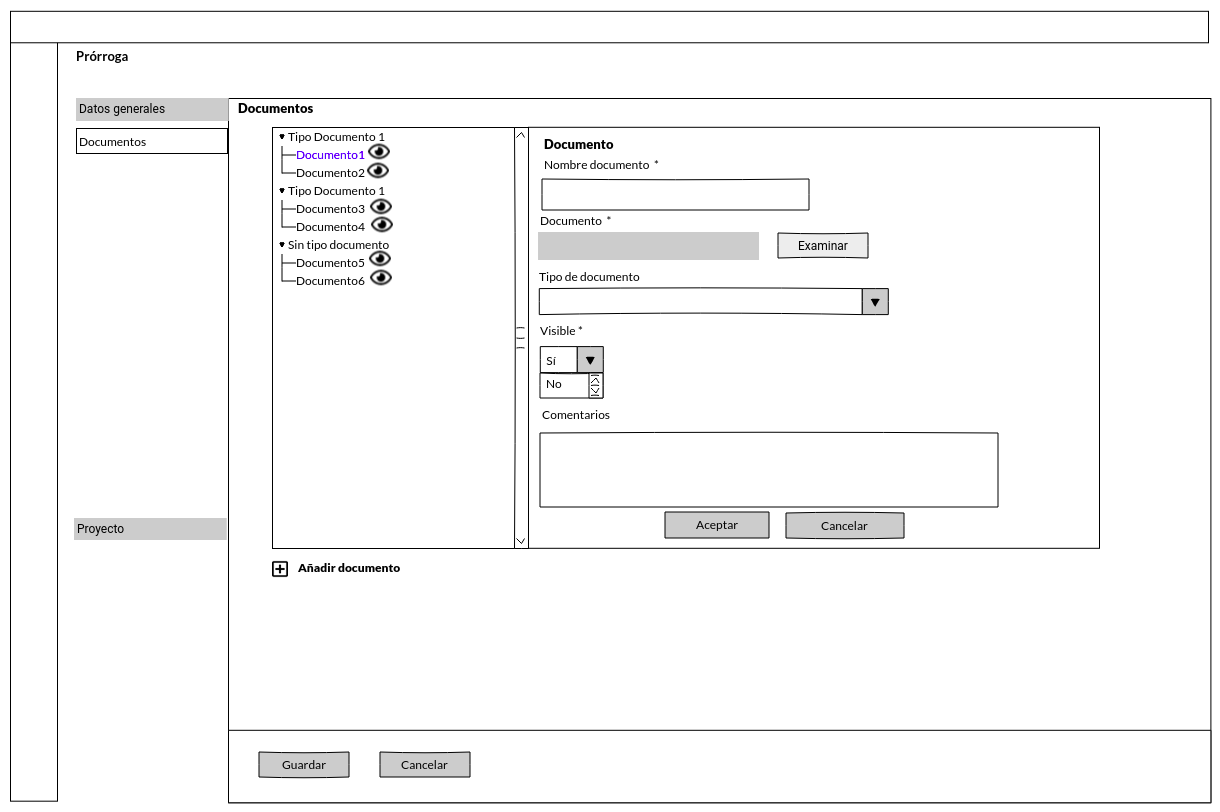 Prórroga
Datos generales
Documentos
Proyecto
Documentos
Tipo Documento 1
Documento1
Documento2
Tipo Documento 1
Documento3
Documento4
Sin tipo documento
Documento5
Documento6
Documento
Nombre documento *
Documento *
Examinar
Tipo de documento
Visible *
Sí
No
Comentarios
Aceptar Cancelar
Añadir documento
Guardar Cancelar